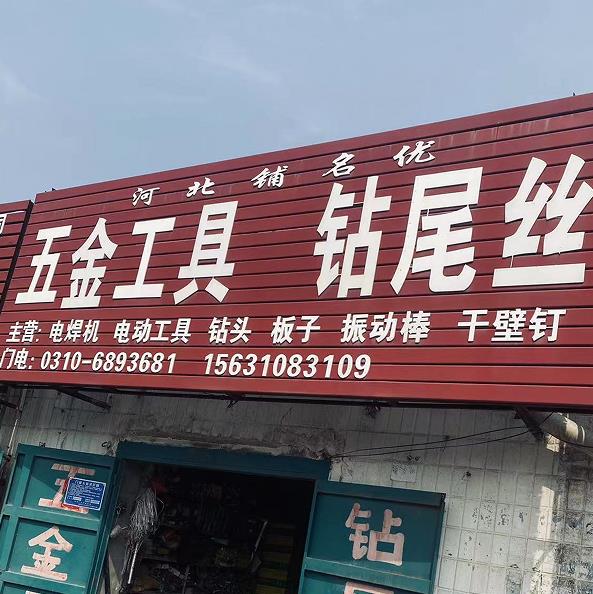 河北铺名优
五金工具 钻尾丝
主营:电焊机 电动工具 钻头 板子 振动棒 干壁钉
门电:0310-6893681 15631083109
五金
钻